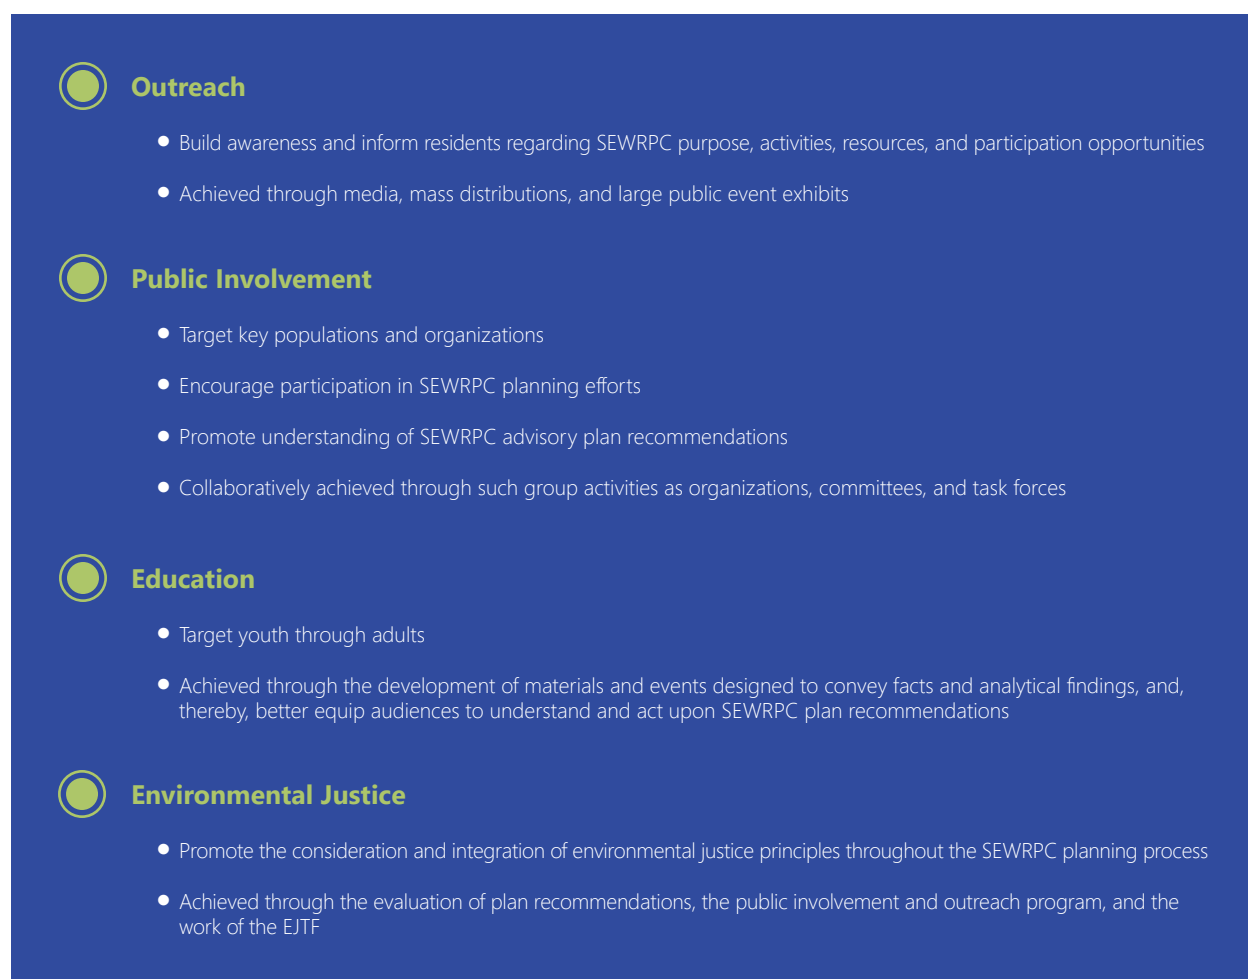 Outreach
Build awareness and inform residents regarding SEWRPC purpose, activities, resources, and participation opportunities
Achieved through media, mass distributions, and large public event exhibits
Public Involvement
Target key populations and organizations
Encourage participation in SEWRPC planning efforts
Promote understanding of SEWRPC advisory plan recommendations
Collaboratively achieved through such group activities as organizations, committees, and task forces
Education
Target youth through adults
Achieved through the development of materials and events designed to convey facts and analytical findings, and,
thereby, better equip audiences to understand and act upon SEWRPC plan recommendations
Environmental Justice
Promote the consideration and integration of environmental justice principles throughout the SEWRPC planning process
Achieved through the evaluation of plan recommendations, the public involvement and outreach program, and the
work of the EJTF